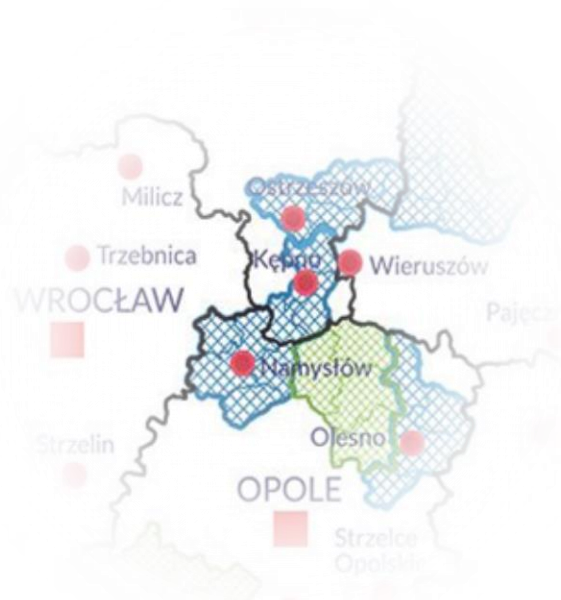 Ostrzeszów
Milicz
Trzebnica
Kępno
Wieruszów
WROCŁAW
Namysłów
Olesno
Strzelin
OPOLE
Strzelce
Opolskie